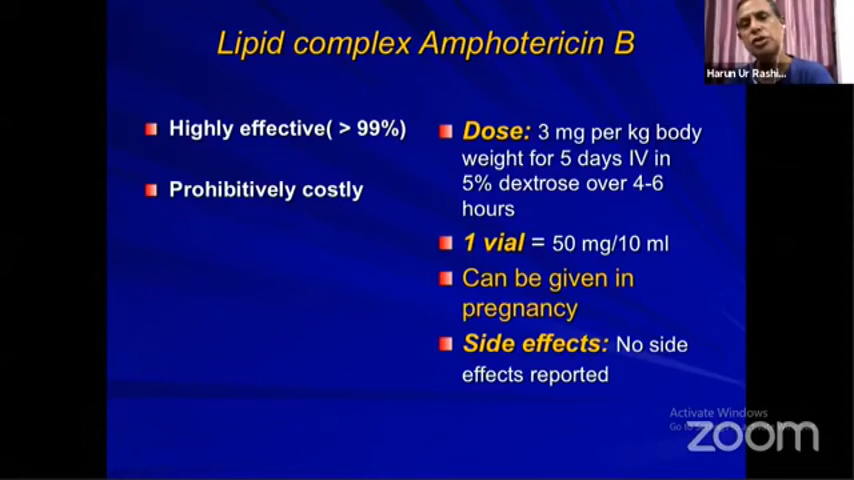 Lipid complex Amphotericin B
Harun Ur Rashi...
Highly effective( > 99%)
Prohibitively costly
Dose: 3 mg per kg body
weight for 5 days IV in
5% dextrose over 4-6
hours
1 vial = 50 mg/10 ml
Can be given in
pregnancy
Side effects: No side
effects reported
Activate Windows
Go to
zoom